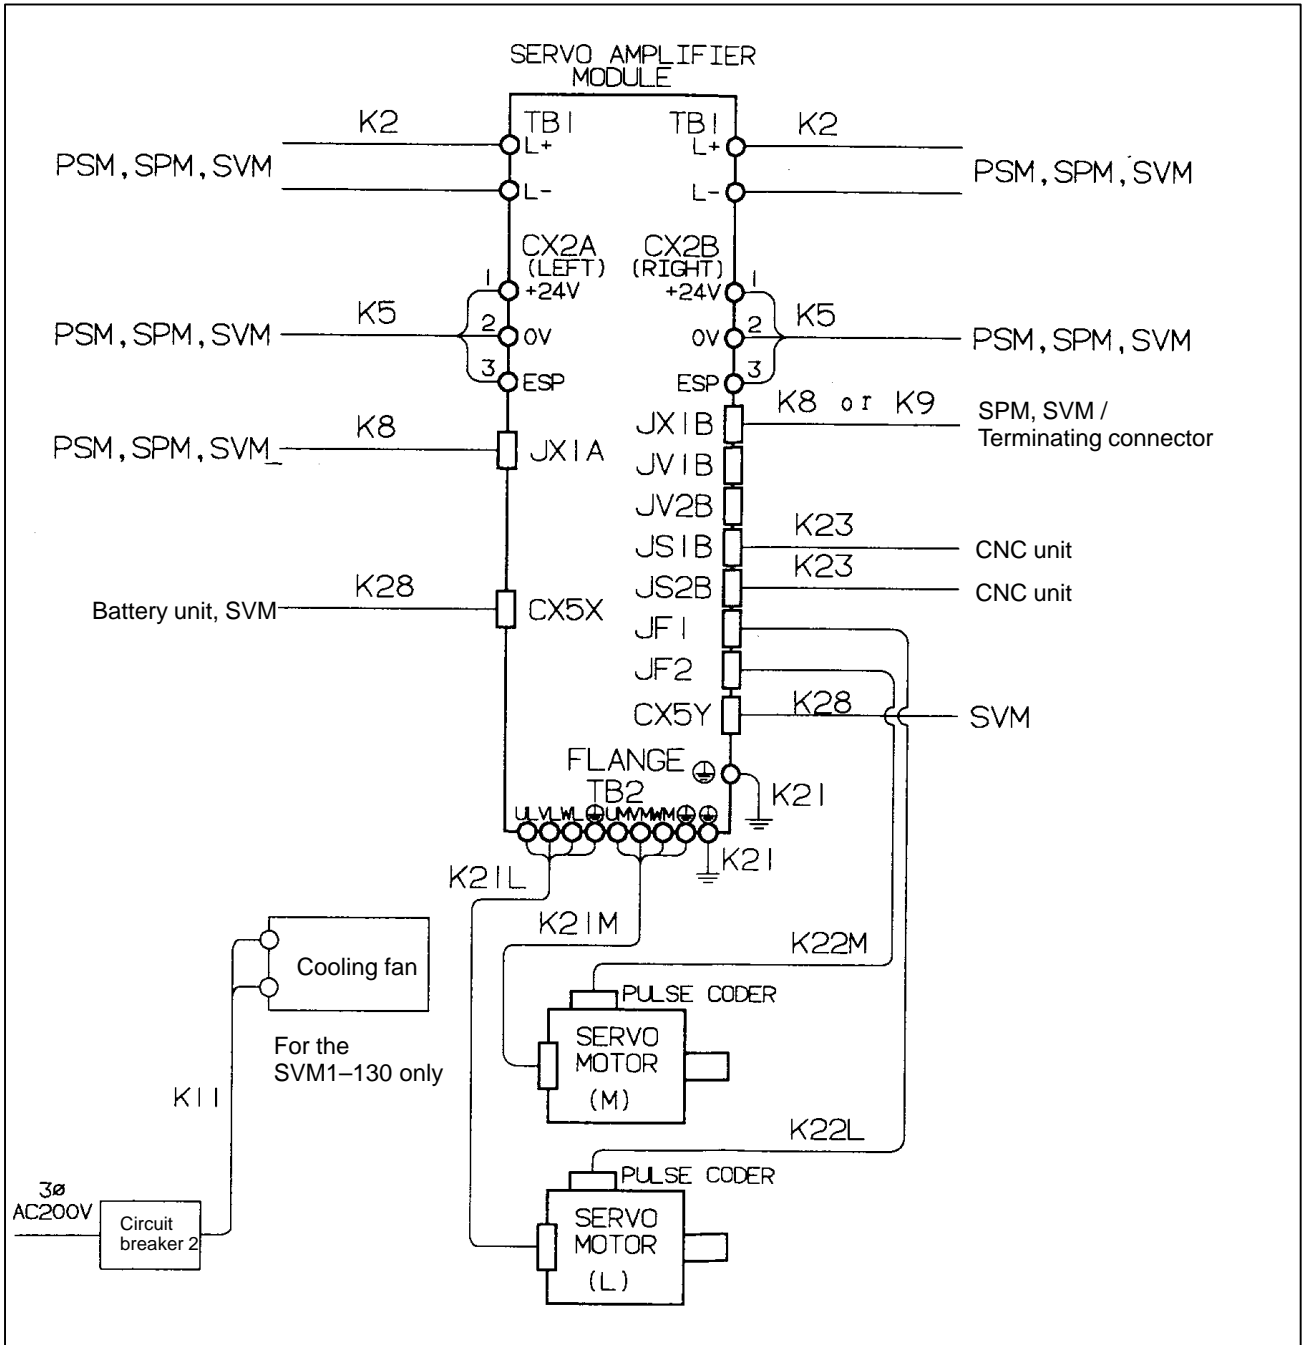 SERVO AMPLIFIER
MODULE
K2
TB1
TB1
K2
L+
L+
PSM, SPM, SVM
PSM, SPM, SVM
L-
L-
CX2A
CX2B
(LEFT)
(RIGHT)
1
+24V
+24V
1
K5
2
0V
0V
2
K5
PSM, SPM, SVM
PSM, SPM, SVM
3
ESP
ESP
3
K8 or K9
JX1B
SPM, SVM /
Terminating connector
K8
PSM, SPM, SVM
JX1A
JV1B
JV2B
K23
JS1B
CNC unit
K23
JS2B
CNC unit
K28
Battery unit, SVM
CX5X
JF1
JF2
CX5Y
K28
SVM
FLANGE
TB2
K21
UL VL WL UM VM WM
K21
K21L
K21M
K22M
Cooling fan
PULSE CODER
SERVO
MOTOR
(M)
For the
SVM1–130 only
K11
K22L
PULSE CODER
3ø
AC200V
Circuit
breaker 2
SERVO
MOTOR
(L)